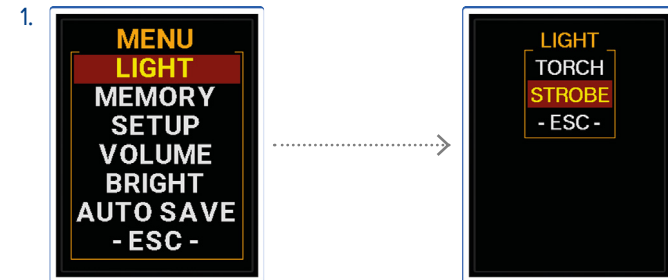 1.
MENU
LIGHT
MEMORY
SETUP
VOLUME
BRIGHT
AUTO SAVE
- ESC -
LIGHT
TORCH
STROBE
- ESC -